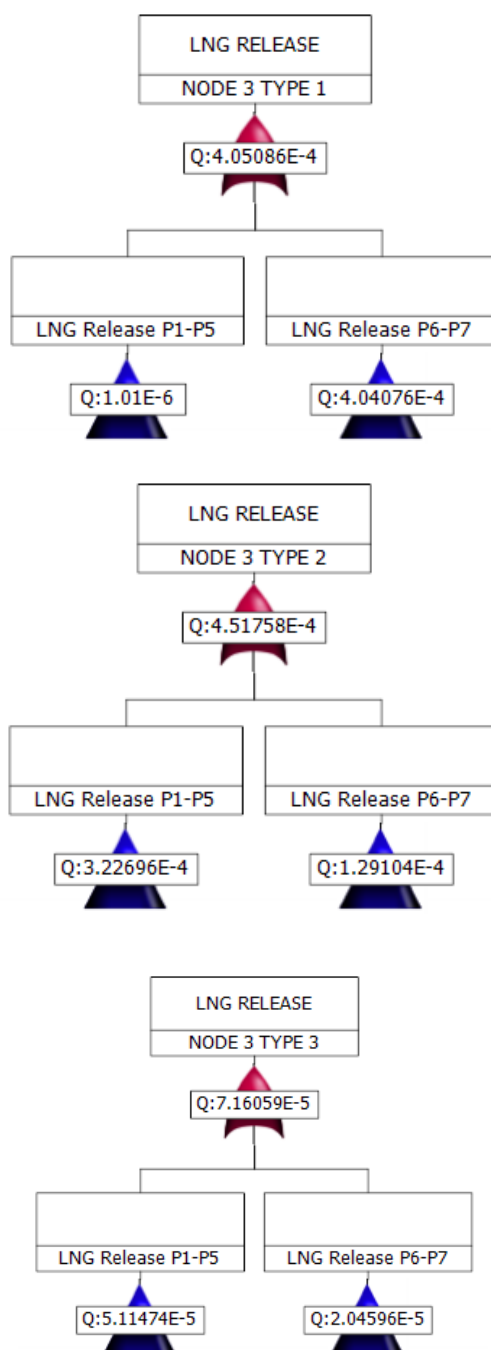 LNG RELEASE
NODE 3 TYPE 1
Q:4.05086E-4
LNG Release P1-P5
LNG Release P6-P7
Q:1.01E-6
Q:4.04076E-4
LNG RELEASE
NODE 3 TYPE 2
Q:4.51758E-4
LNG Release P1-P5
LNG Release P6-P7
Q:3.22696E-4
Q:1.29104E-4
LNG RELEASE
NODE 3 TYPE 3
Q:7.16059E-5
LNG Release P1-P5
LNG Release P6-P7
Q:5.11474E-5
Q:2.04596E-5